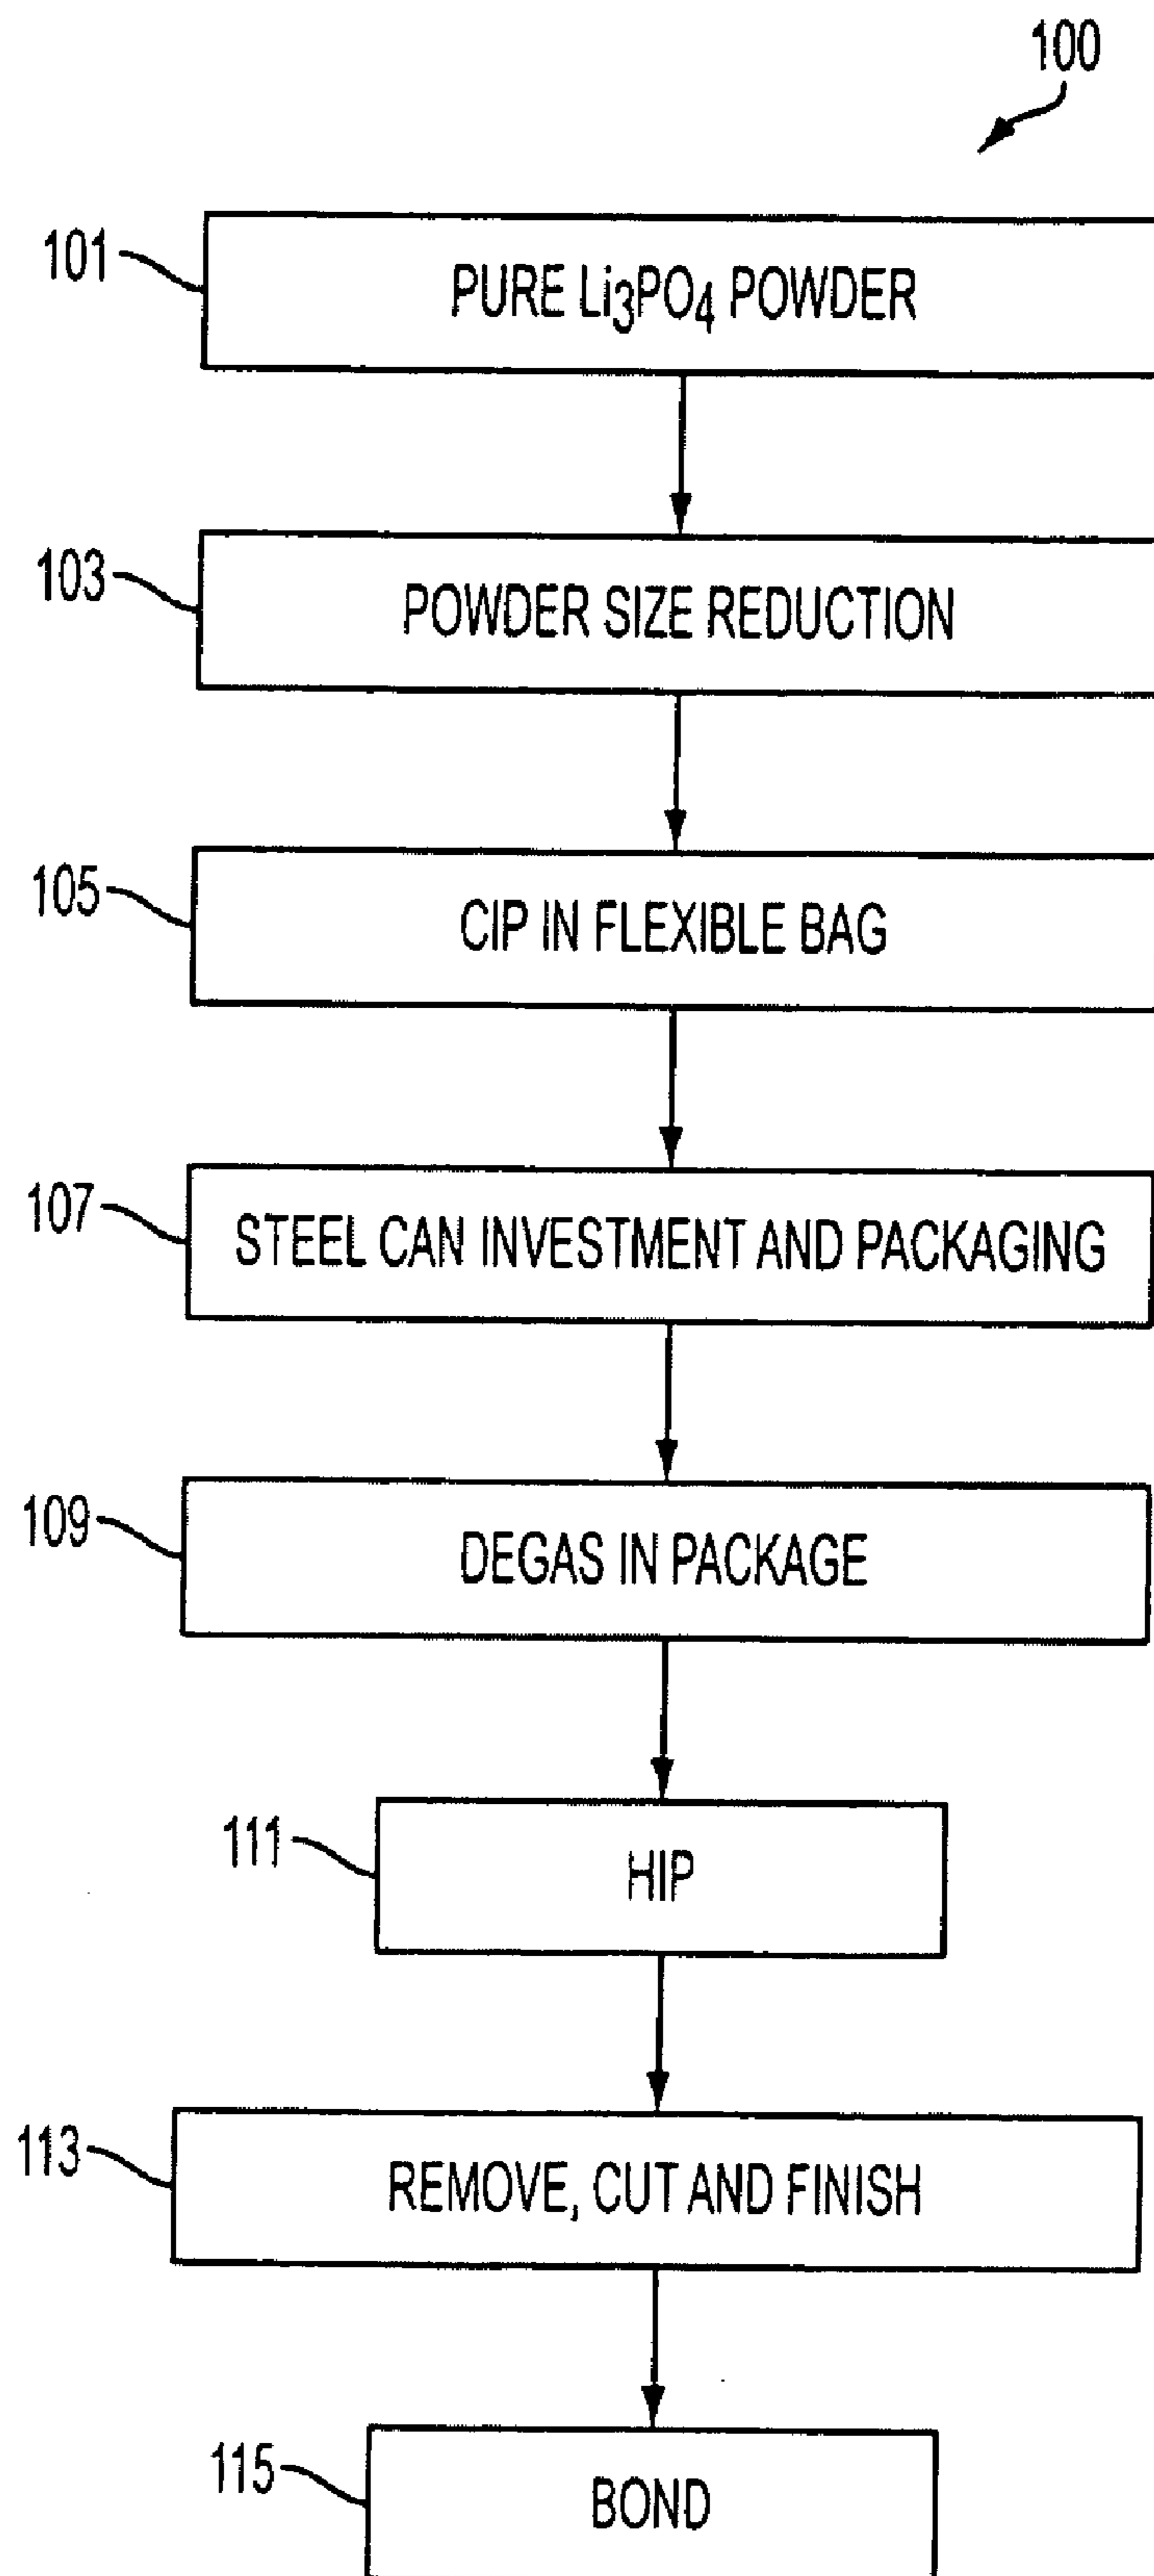 100
101
PURE Li3PO4 POWDER
103
POWDER SIZE REDUCTION
105
CIP IN FLEXIBLE BAG
107
STEEL CAN INVESTMENT AND PACKAGING
109
DEGAS IN PACKAGE
111
HIP
113
REMOVE, CUT AND FINISH
115
BOND